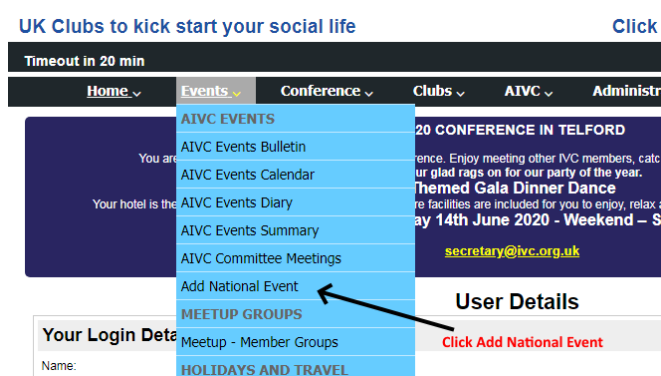 UK Clubs to kick start your social life Click
Timeout in 20 min
Home Events Conference Clubs AIVC Administr
AIVC EVENTS
AIVC Events Bulletin
AIVC Events Calendar
AIVC Events Diary
AIVC Events Summary
AIVC Committee Meetings
Add National Event
MEETUP GROUPS
Meetup - Member Groups
HOLIDAYS AND TRAVEL
20 CONFERENCE IN TELFORD
You are rence. Enjoy meeting other IVC members, catc
ur glad rags on for our party of the year.
Themed Gala Dinner Dance
Your hotel is the re facilities are included for you to enjoy, relax a
ay 14th June 2020 - Weekend – S
secretary@ivc.org.uk
User Details
Your Login Deta
Click Add National Event
Name: